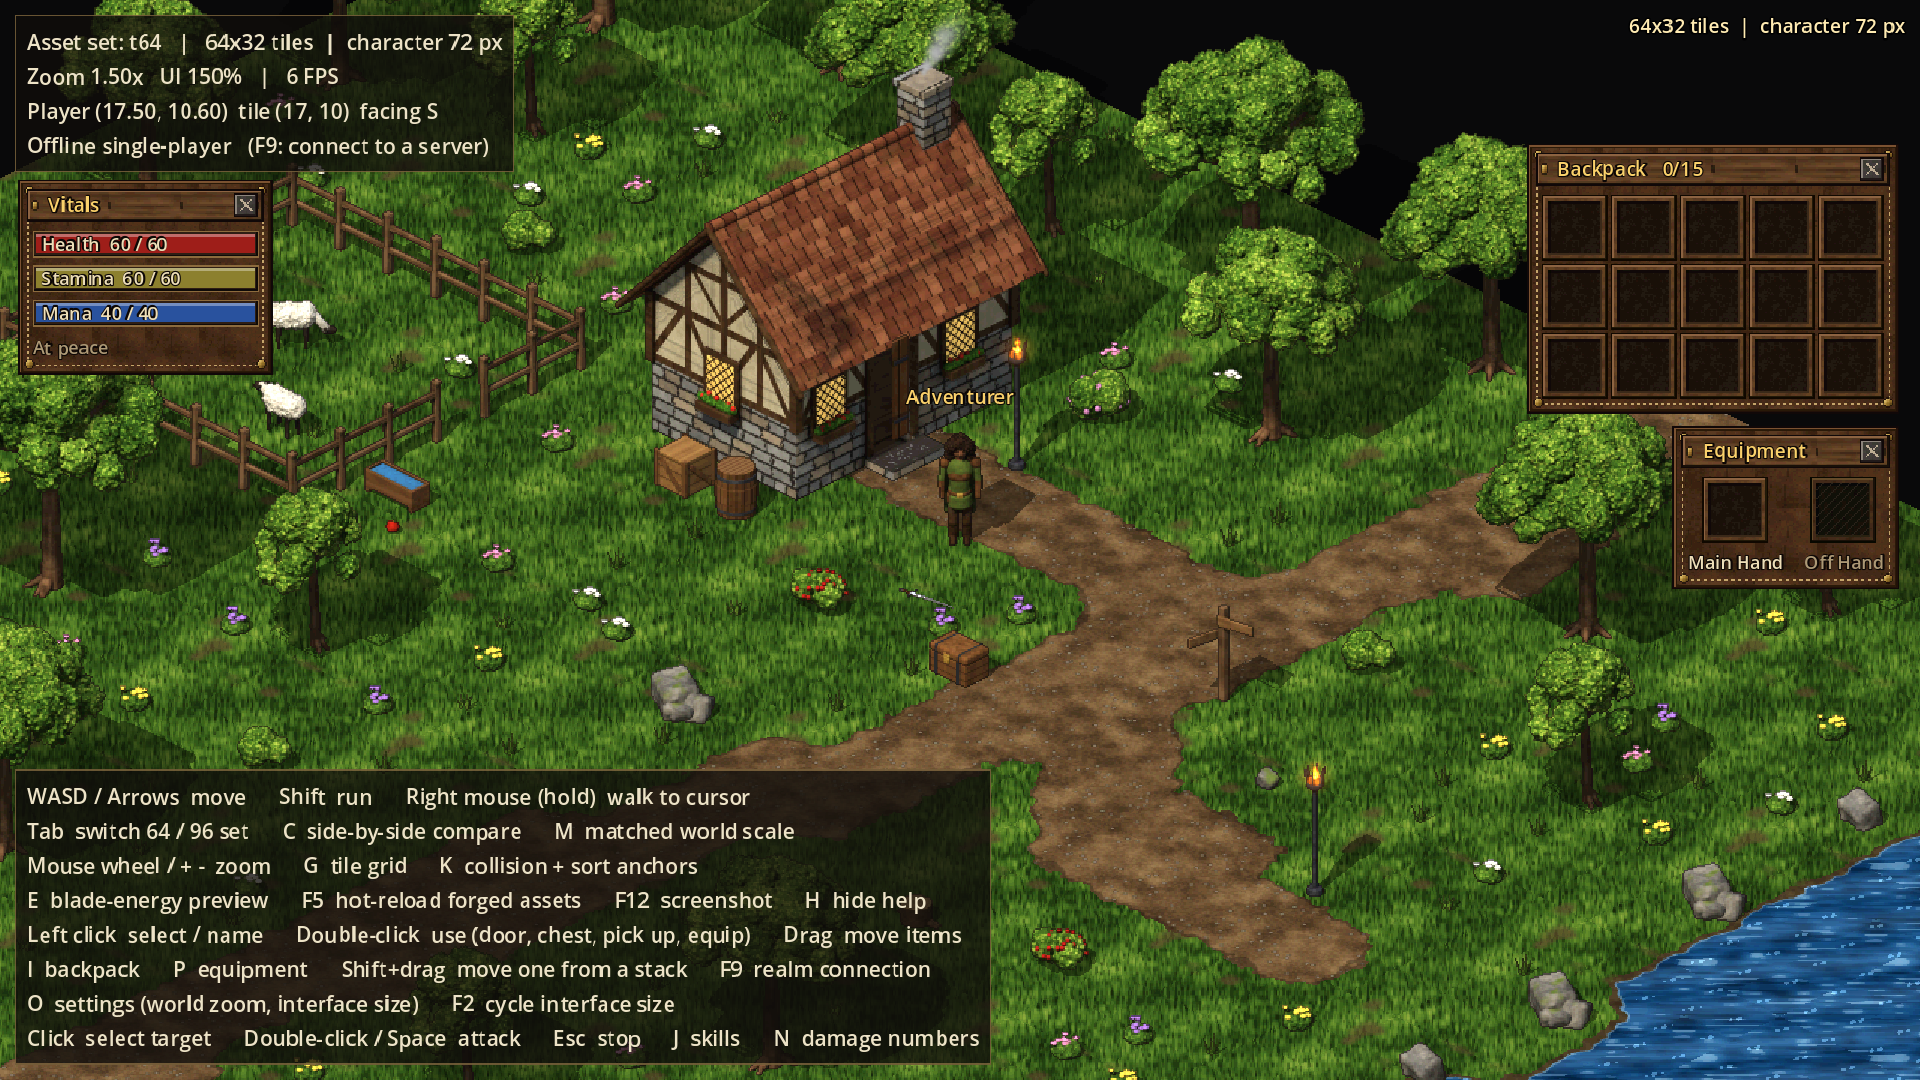 Asset set: t64 | 64x32 tiles | character 72 px
Zoom 1.50x UI 150% | 6 FPS
Player (17.50, 10.60) tile (17, 10) facing S
Offline single-player (F9: connect to a server)
64x32 tiles | character 72 px
Vitals
Health 60 / 60
Stamina 60 / 60
Mana 40 / 40
At peace
Backpack 0/15
Adventurer
Equipment
Main Hand Off Hand
WASD / Arrows move Shift run Right mouse (hold) walk to cursor
Tab switch 64 / 96 set C side-by-side compare M matched world scale
Mouse wheel / + - zoom G tile grid K collision + sort anchors
E blade-energy preview F5 hot-reload forged assets F12 screenshot H hide help
Left click select / name Double-click use (door, chest, pick up, equip) Drag move items
I backpack P equipment Shift+drag move one from a stack F9 realm connection
O settings (world zoom, interface size) F2 cycle interface size
Click select target Double-click / Space attack Esc stop J skills N damage numbers